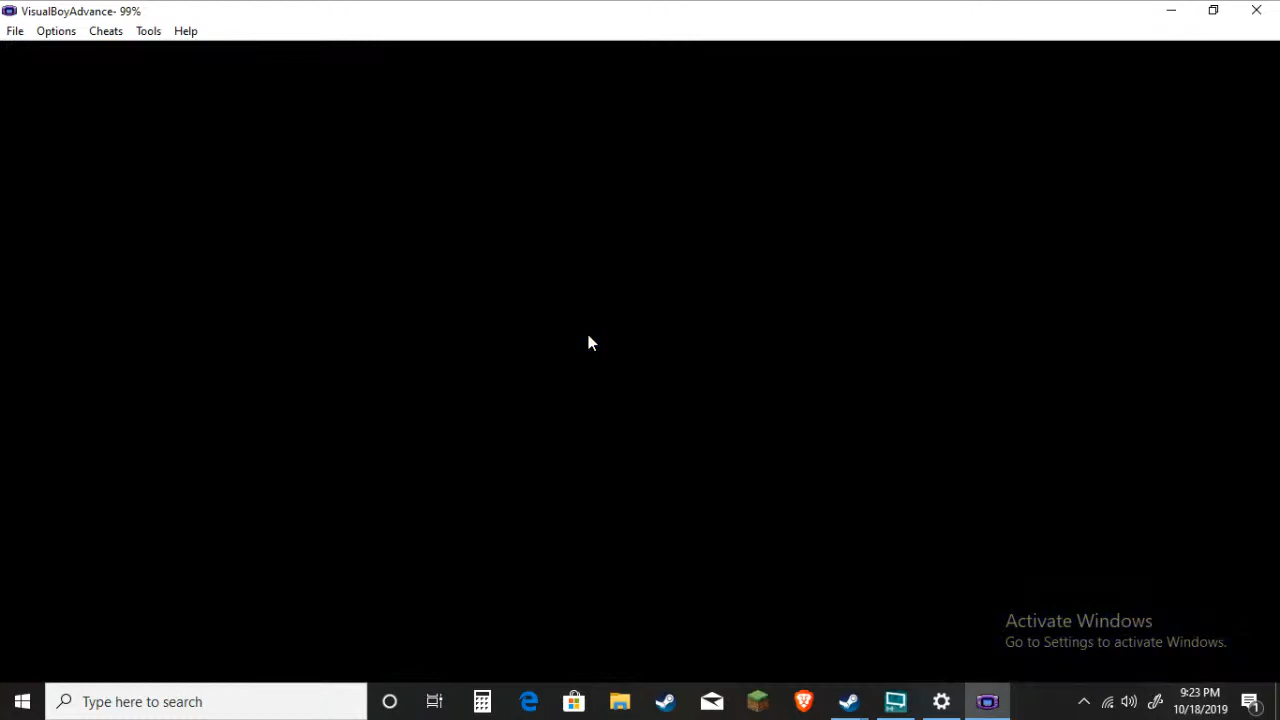 VisualBoyAdvance- 99%
File Options Cheats Tools Help
Activate Windows
Go to Settings to activate Windows.
Type here to search
9:23 PM
10/18/2019
1